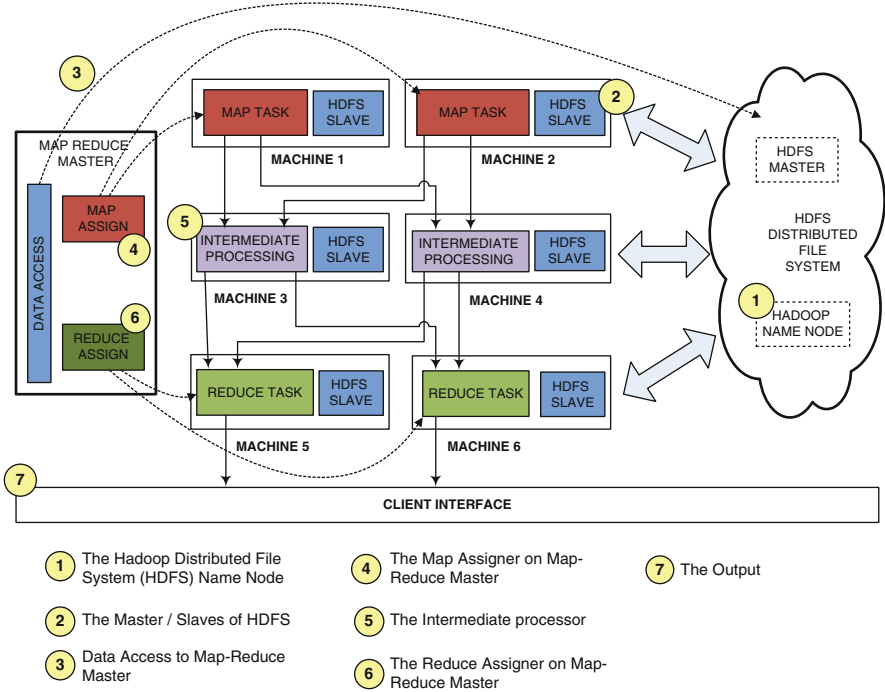 3
MAP REDUCE
MASTER
DATA ACCESS
MAP
ASSIGN
4
6
REDUCE
ASSIGN
MAP TASK
HDFS
SLAVE
MACHINE 1
MAP TASK
HDFS
SLAVE
2
MACHINE 2
5
INTERMEDIATE
PROCESSING
HDFS
SLAVE
MACHINE 3
INTERMEDIATE
PROCESSING
HDFS
SLAVE
MACHINE 4
REDUCE TASK
HDFS
SLAVE
MACHINE 5
REDUCE TASK
HDFS
SLAVE
MACHINE 6
HDFS
MASTER
HDFS
DISTRIBUTED
FILE
SYSTEM
1
HADOOP
NAME NODE
7
CLIENT INTERFACE
1 The Hadoop Distributed File
System (HDFS) Name Node
2 The Master / Slaves of HDFS
3 Data Access to Map-Reduce
Master
4 The Map Assigner on Map-
Reduce Master
5 The Intermediate processor
6 The Reduce Assigner on Map-
Reduce Master
7 The Output